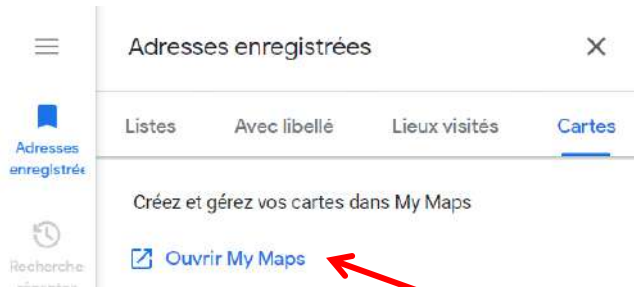 Adresses enregistrées
Listes Avec libellé Lieux visités Cartes
Adresses
enregistrée
Créez et gérez vos cartes dans My Maps
Ouvrir My Maps
Recherche